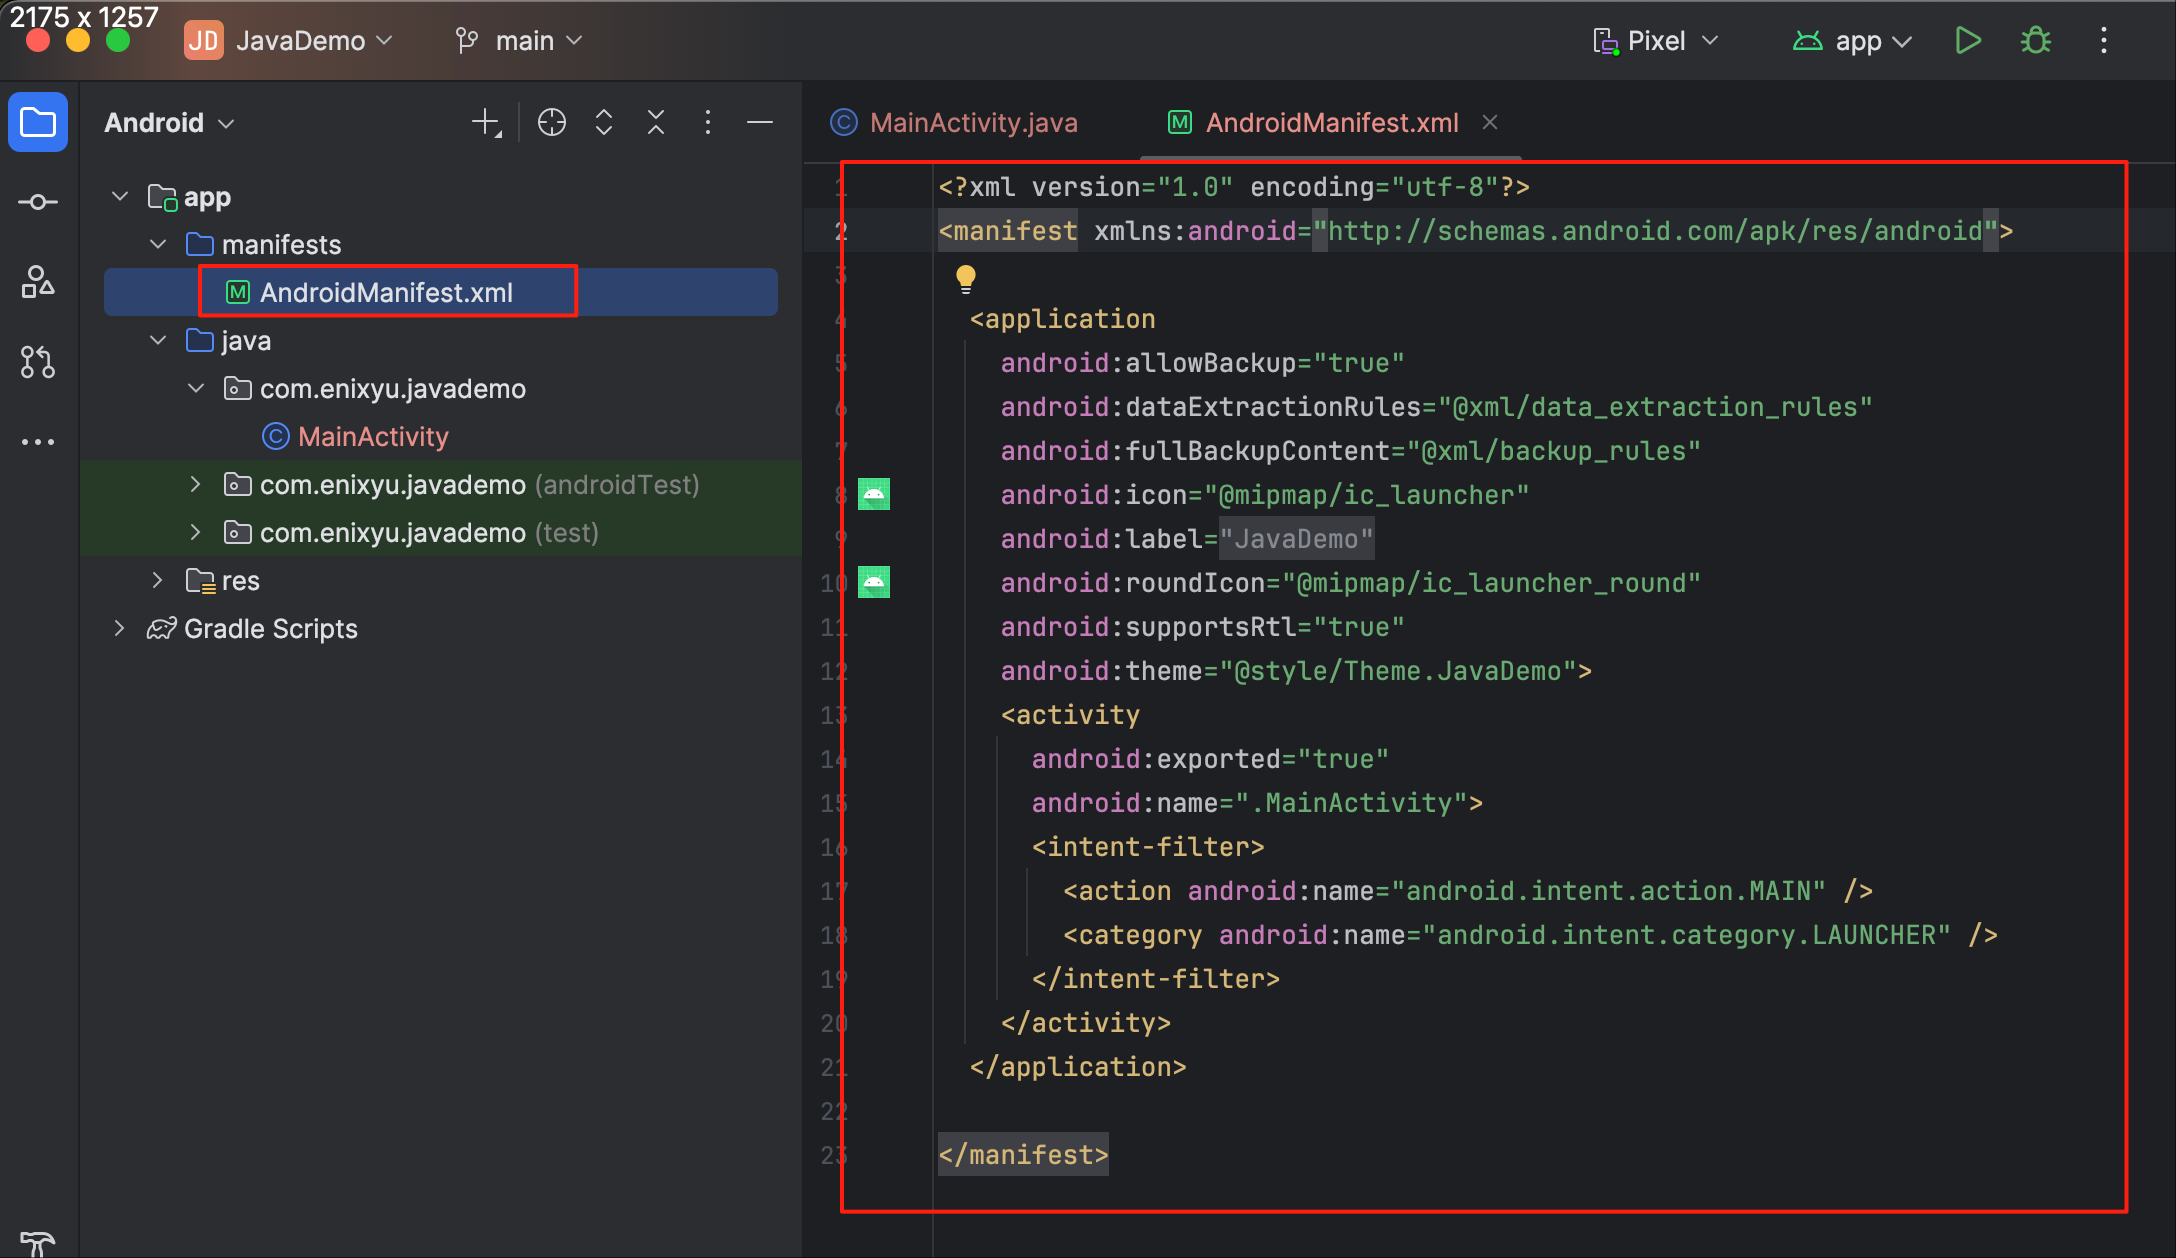 2175 x 1257
JD JavaDemo main Pixel app
Android
app
manifests
AndroidManifest.xml
java
com.enixyu.javademo
MainActivity
com.enixyu.javademo (androidTest)
com.enixyu.javademo (test)
res
Gradle Scripts
MainActivity.java AndroidManifest.xml
1 <?xml version="1.0" encoding="utf-8"?>
2 <manifest xmlns:android="http://schemas.android.com/apk/res/android">
3
4 <application
5 android:allowBackup="true"
6 android:dataExtractionRules="@xml/data_extraction_rules"
7 android:fullBackupContent="@xml/backup_rules"
8 android:icon="@mipmap/ic_launcher"
9 android:label="JavaDemo"
10 android:roundIcon="@mipmap/ic_launcher_round"
11 android:supportsRtl="true"
12 android:theme="@style/Theme.JavaDemo">
13 <activity
14 android:exported="true"
15 android:name=".MainActivity">
16 <intent-filter>
17 <action android:name="android.intent.action.MAIN" />
18 <category android:name="android.intent.category.LAUNCHER" />
19 </intent-filter>
20 </activity>
21 </application>
22
23 </manifest>